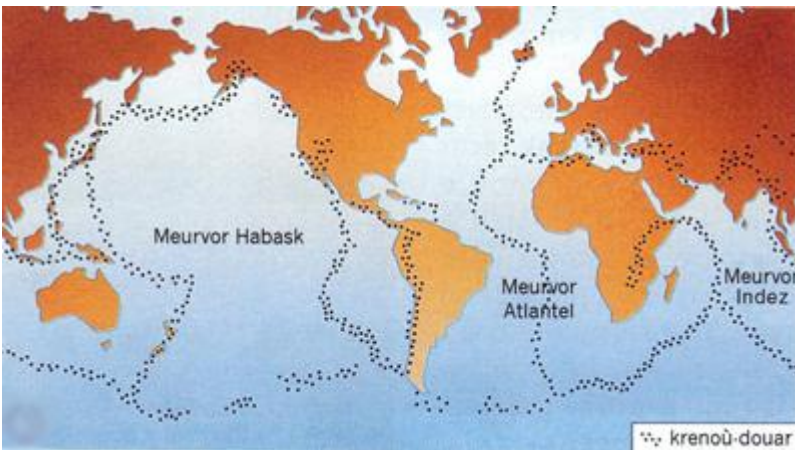 Meurvor Habask
Meurvor
Atlantel
Meurvor
Indez
krenoù-douar